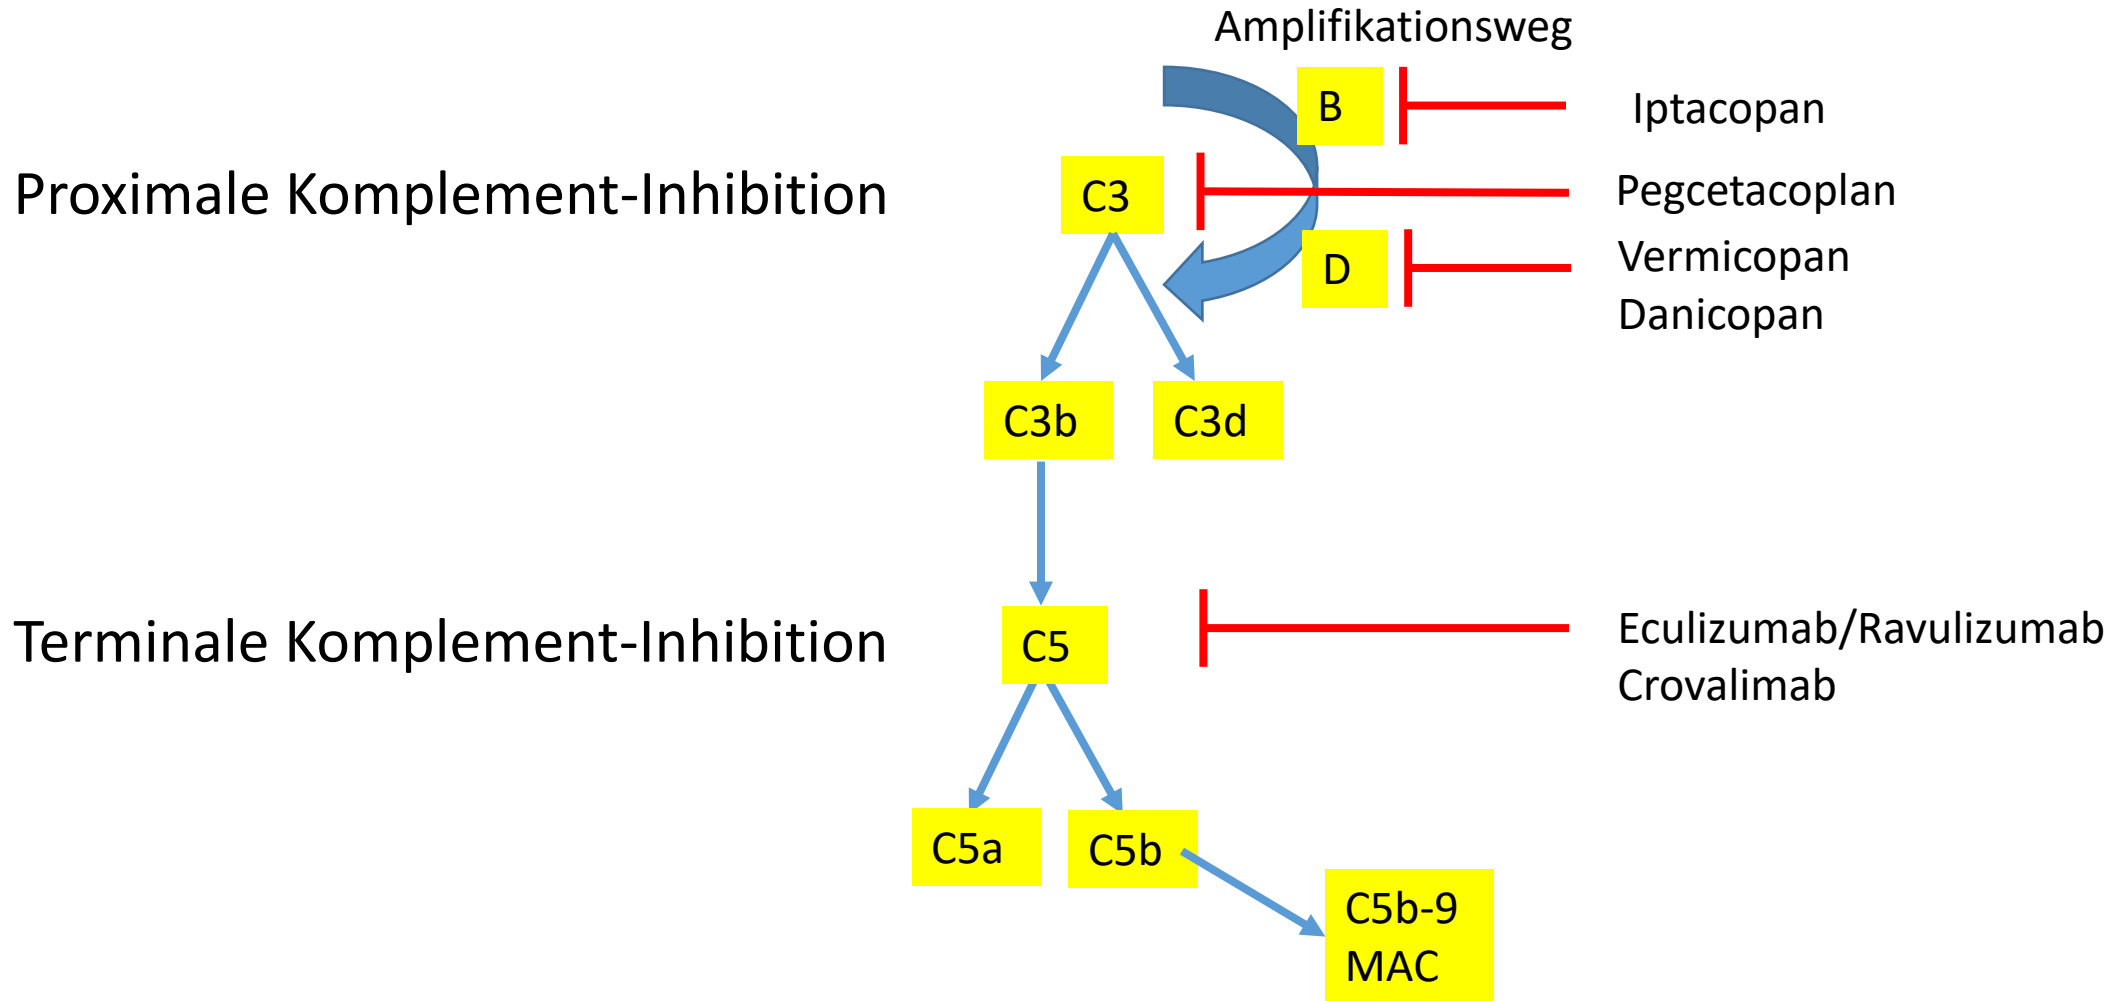 Amplifikationsweg
B
Iptacopan
Proximale Komplement-Inhibition
C3
Pegcetacoplan
D
Vermicopan
Danicopan
C3b
C3d
Terminale Komplement-Inhibition
C5
Eculizumab/Ravulizumab
Crovalimab
C5a
C5b
C5b-9
MAC